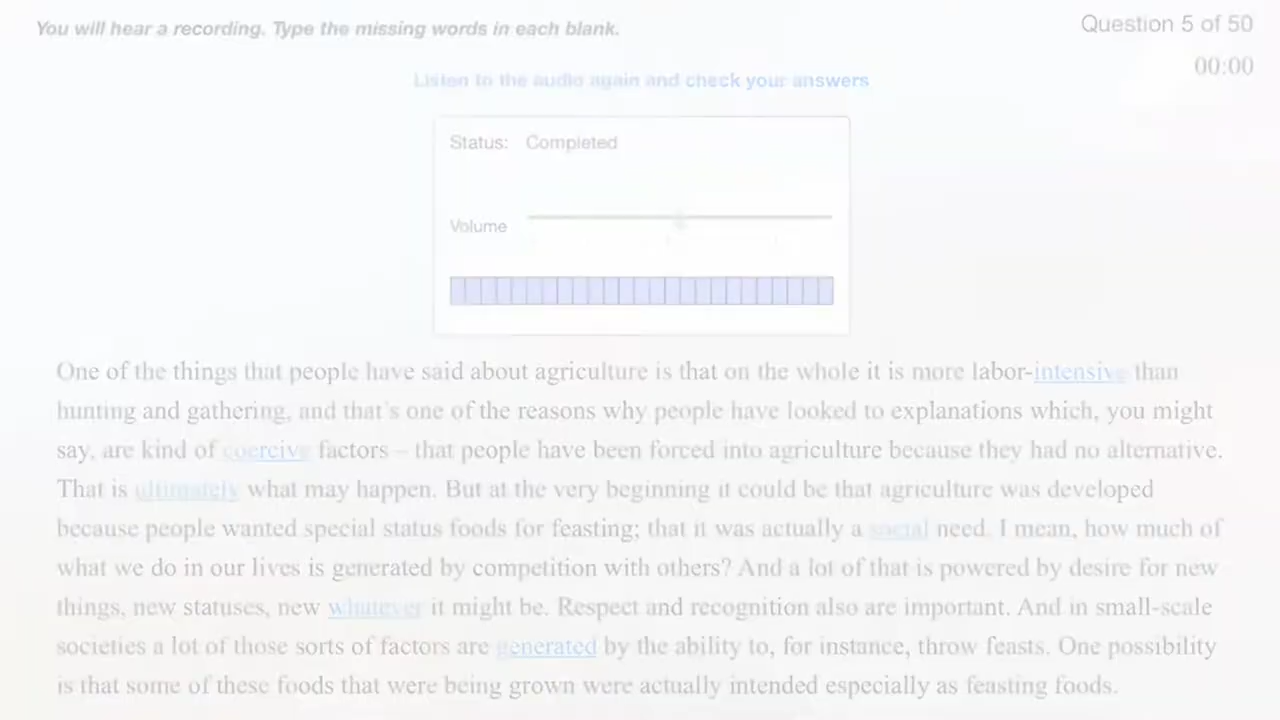 You will hear a recording. Type the missing words in each blank.
Question 5 of 50
00:00
Listen to the audio again and check your answers
Status: Completed
Volume
One of the things that people have said about agriculture is that on the whole it is more labor-intensive than
hunting and gathering, and that's one of the reasons why people have looked to explanations which, you might
say, are kind of coercive factors – that people have been forced into agriculture because they had no alternative.
That is ultimately what may happen. But at the very beginning it could be that agriculture was developed
because people wanted special status foods for feasting; that it was actually a social need. I mean, how much of
what we do in our lives is generated by competition with others? And a lot of that is powered by desire for new
things, new statuses, new whatever it might be. Respect and recognition also are important. And in small-scale
societies a lot of those sorts of factors are generated by the ability to, for instance, throw feasts. One possibility
is that some of these foods that were being grown were actually intended especially as feasting foods.